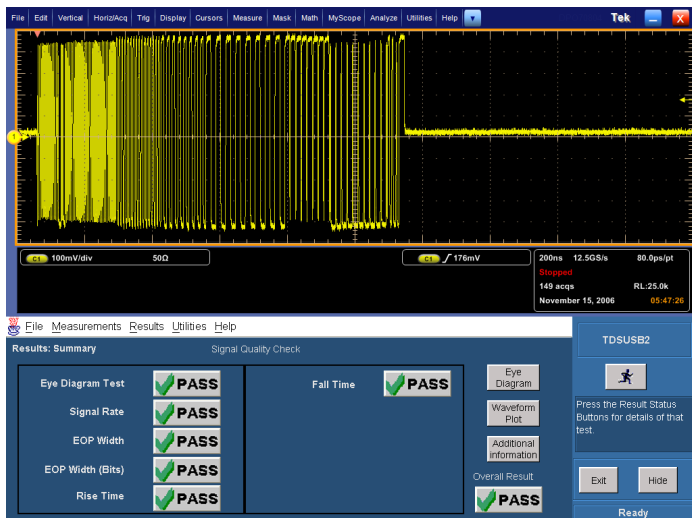 File Edit Vertical Horiz/Acq Trig Display Cursors Measure Mask Math MyScope Analyze Utilities Help Tek X
1
C1 100mV/div 50Ω
C1 176mV
200ns 12.5GS/s 80.0ps/pt
Stopped
149 acqs RL:25.0k
November 15, 2006 05:47:26
File Measurements Results Utilities Help
Results: Summary Signal Quality Check
TDSUSB2
Eye Diagram Test PASS
Signal Rate PASS
EOP Width PASS
EOP Width (Bits) PASS
Rise Time PASS
Fall Time PASS
Eye
Diagram
Waveform
Plot
Additional
information
Overall Result
PASS
Press the Result Status
Buttons for details of that
test.
Exit Hide
Ready